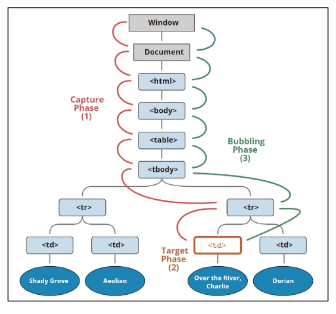 Window
Document
<html>
Capture
Phase
(1)
<body>
<table>
Bubbling
Phase
(3)
<tbody>
<tr>
<tr>
<td>
<td>
Target
Phase
(2)
<td>
<td>
Shady Grove
Aeolian
Over the River,
Charlie
Dorian